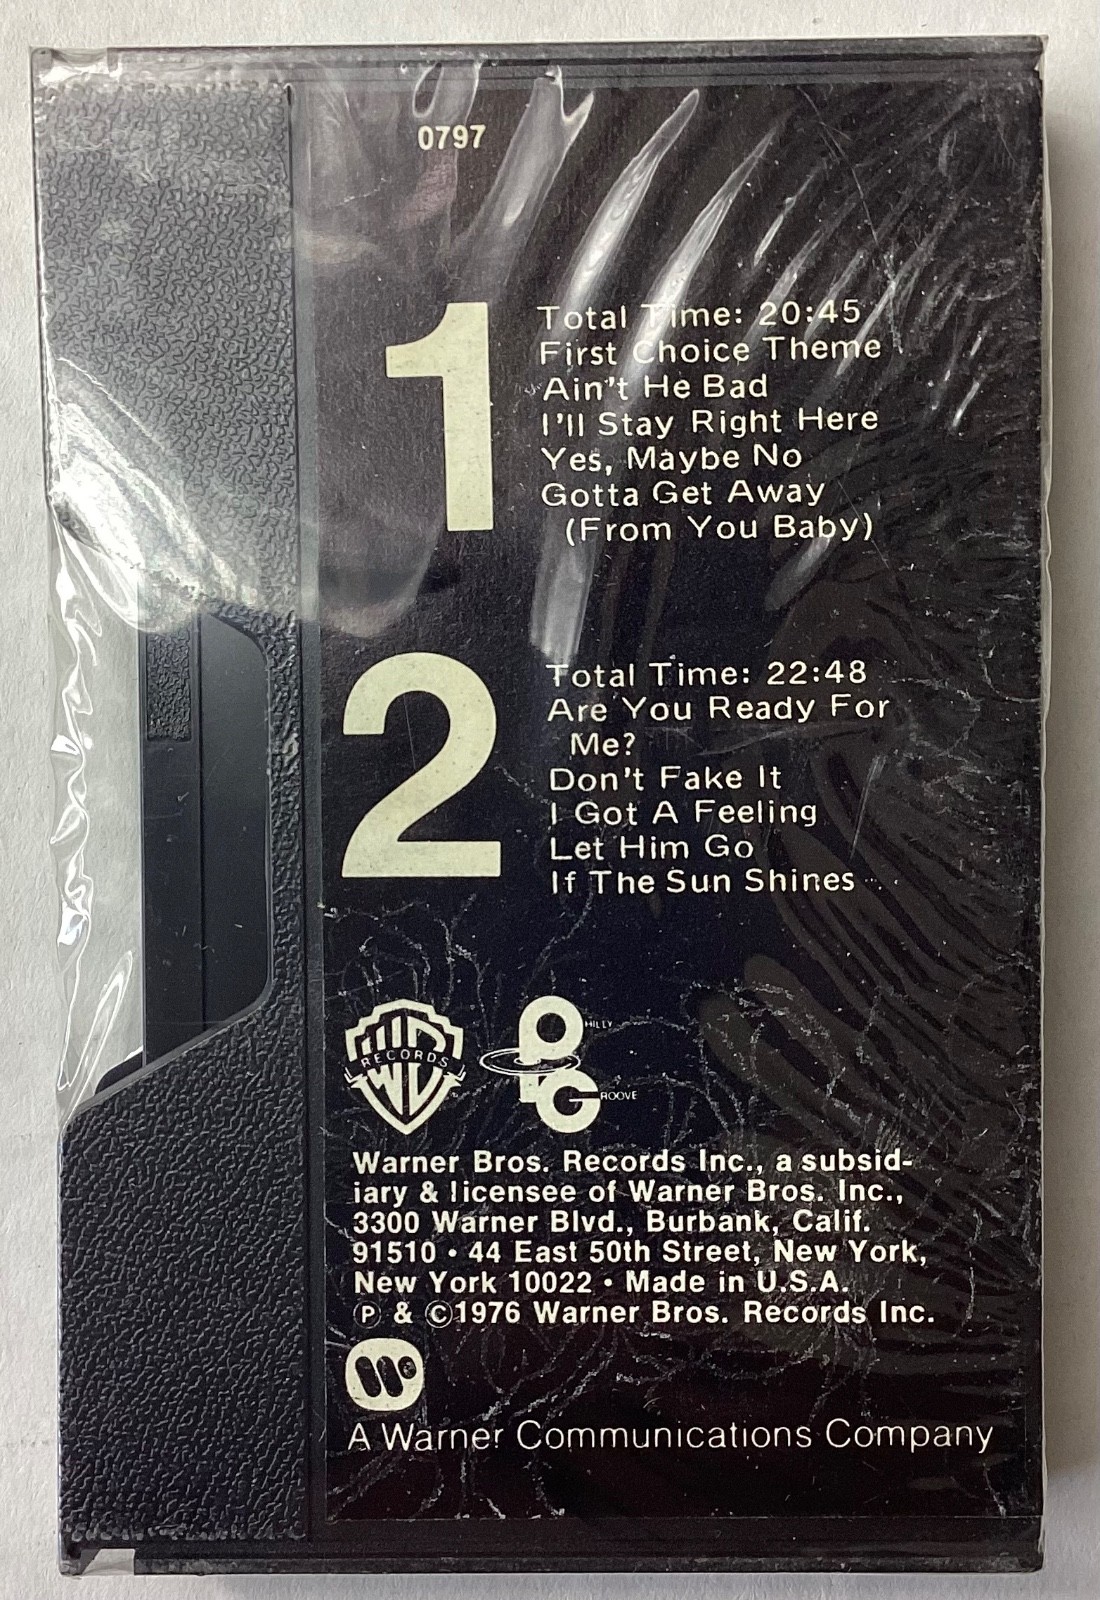 0797
1
Total Time: 20:45
First Choice Theme
Ain't He Bad
I'll Stay Right Here
Yes, Maybe No
Gotta Get Away
(From You Baby)
2
Total Time: 22:48
Are You Ready For
Me?
Don't Fake It
I Got A Feeling
Let Him Go
If The Sun Shines
WB
RECORDS
PHILLY
GROOVE
Warner Bros. Records Inc., a subsid-
iary & licensee of Warner Bros. Inc.,
3300 Warner Blvd., Burbank, Calif.
91510 • 44 East 50th Street, New York,
New York 10022 • Made in U.S.A.
℗ & ©1976 Warner Bros. Records Inc.
A Warner Communications Company